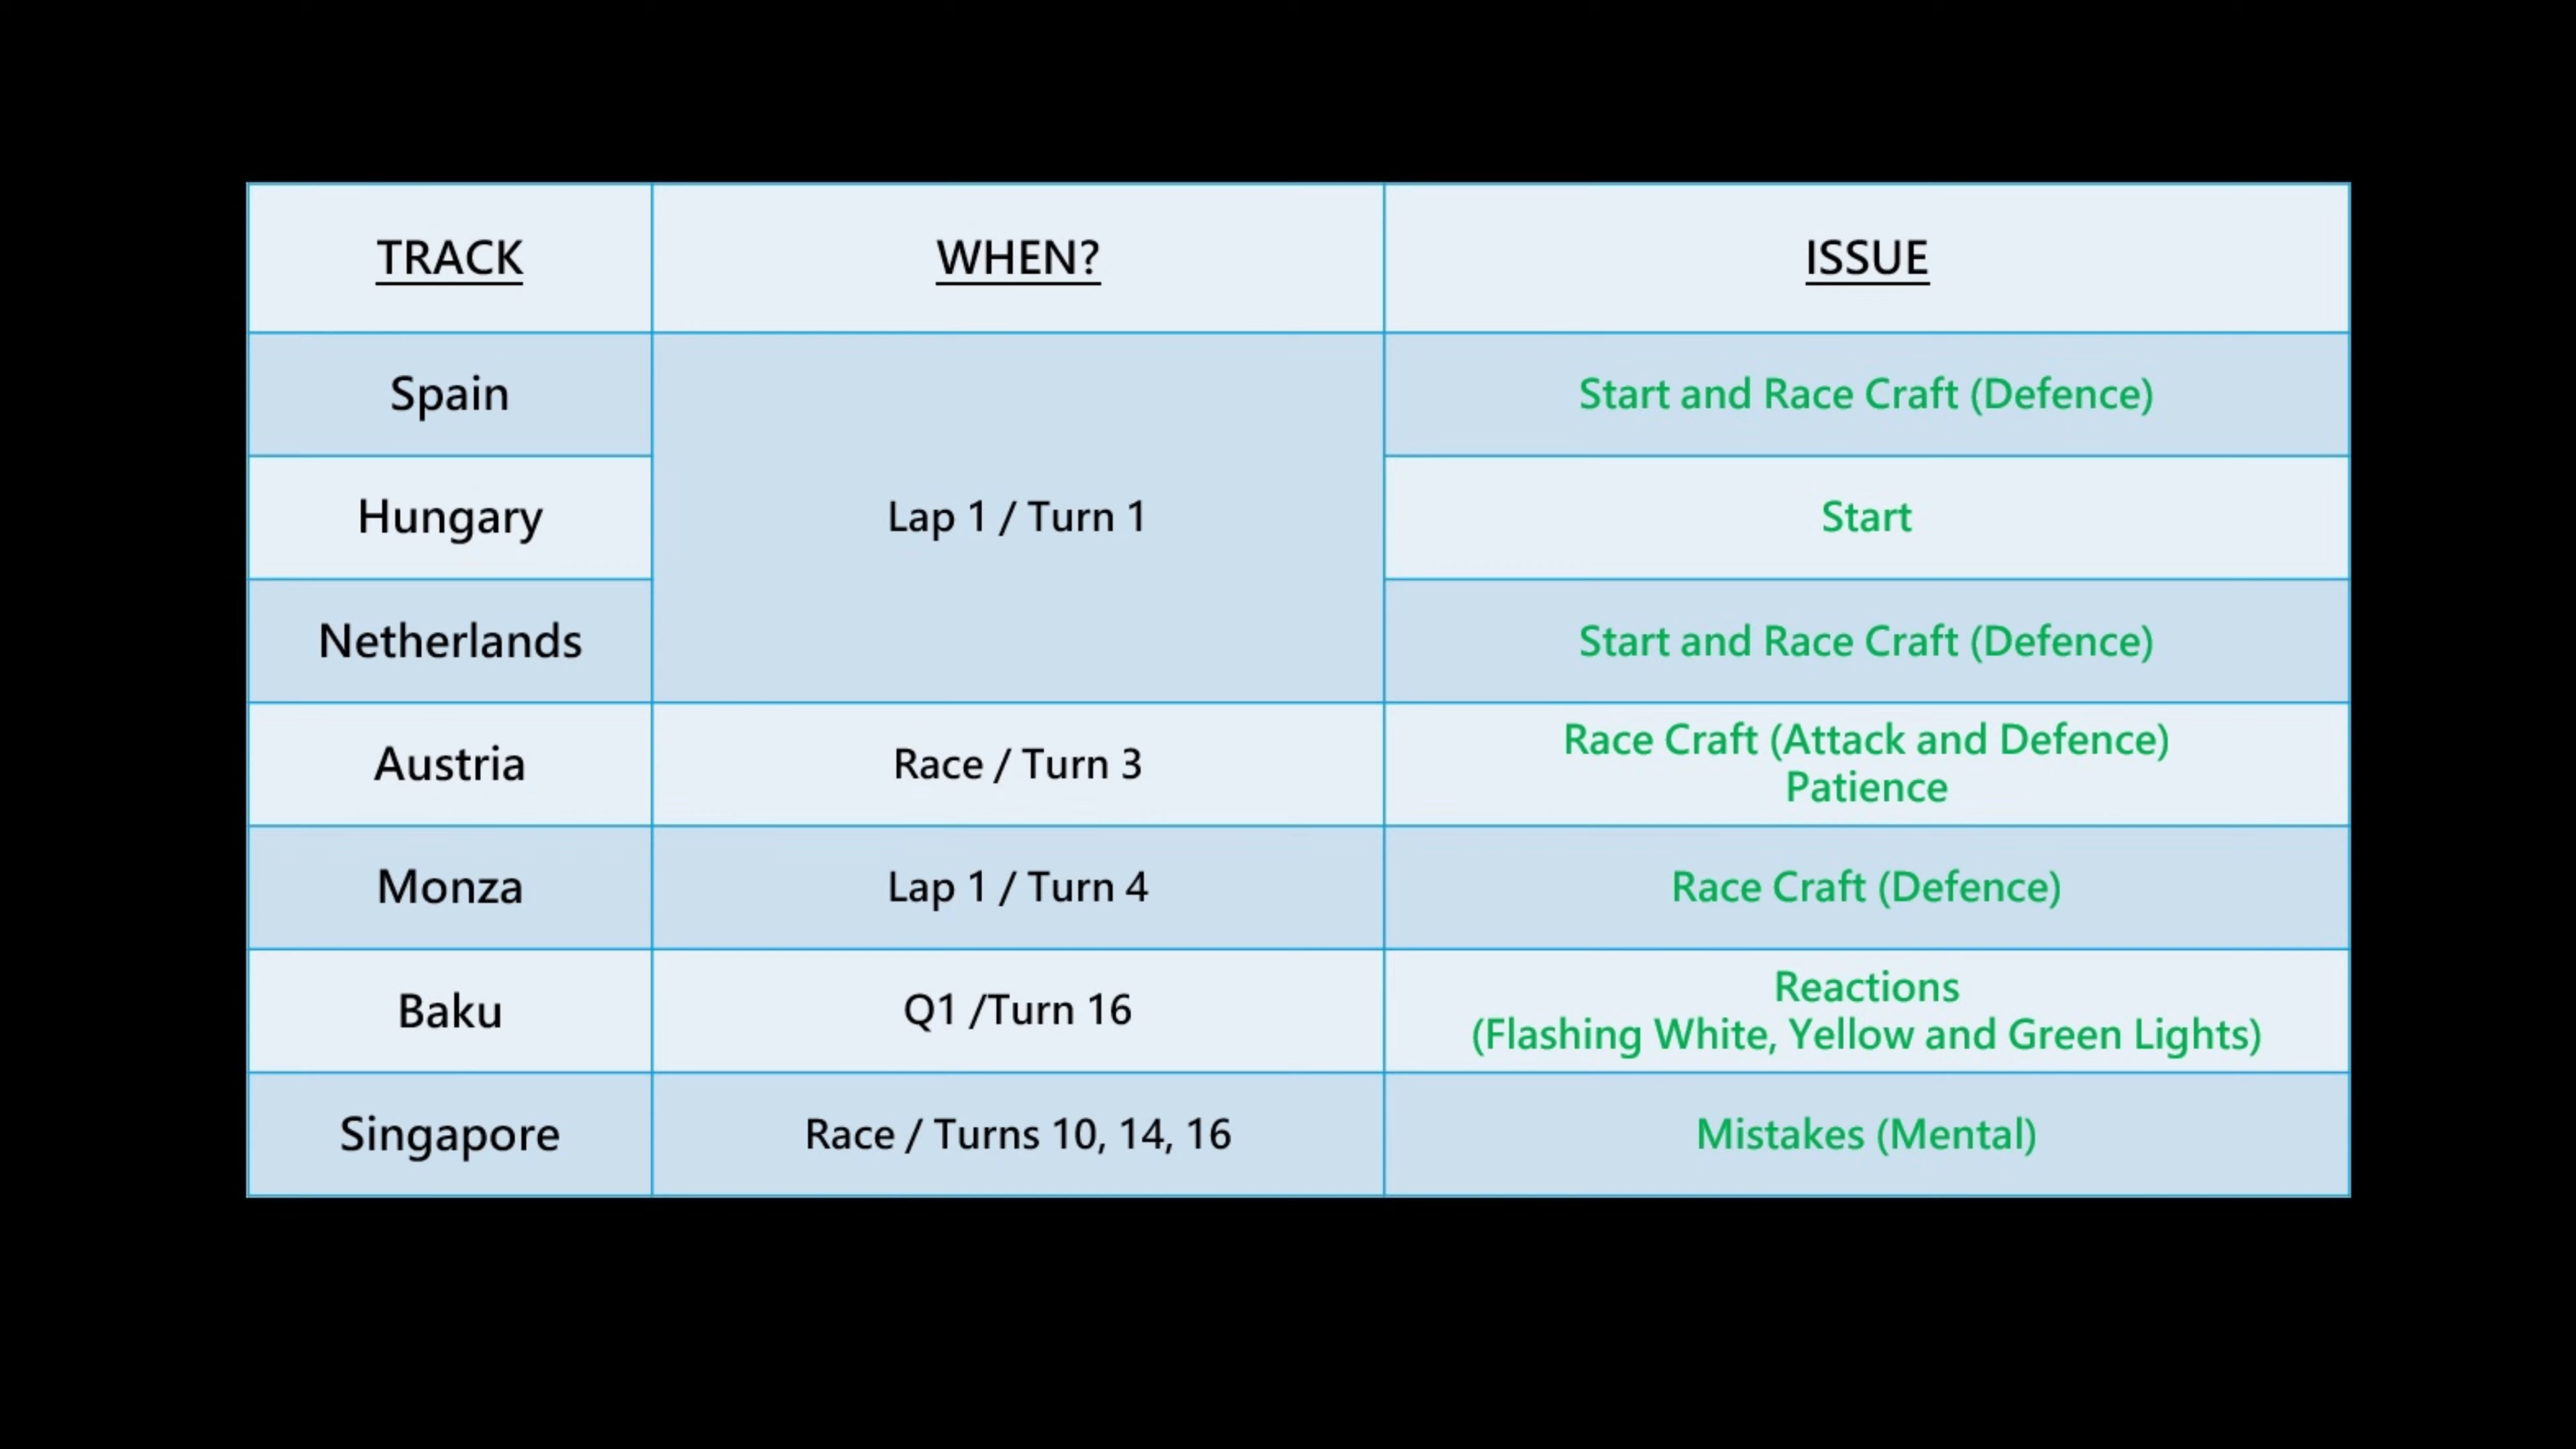 TRACK WHEN? ISSUE
Spain Start and Race Craft (Defence)
Hungary Lap 1 / Turn 1 Start
Netherlands Start and Race Craft (Defence)
Austria Race / Turn 3 Race Craft (Attack and Defence)
Patience
Monza Lap 1 / Turn 4 Race Craft (Defence)
Baku Q1 /Turn 16 Reactions
(Flashing White, Yellow and Green Lights)
Singapore Race / Turns 10, 14, 16 Mistakes (Mental)